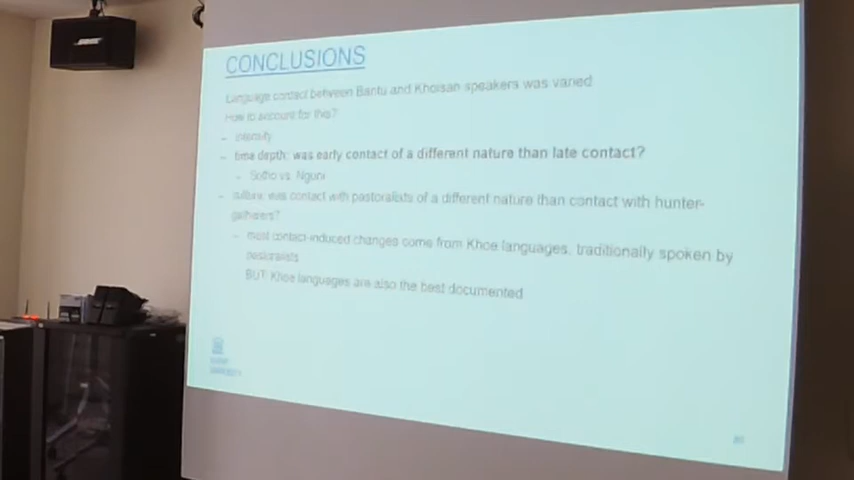 CONCLUSIONS
Language contact between Bantu and Khoisan speakers was varied
How to account for this?
- intensity
- time depth: was early contact of a different nature than late contact?
- Sotho vs. Nguni
- culture: was contact with pastoralists of a different nature than contact with hunter-
gatherers?
- most contact-induced changes come from Khoe languages, traditionally spoken by
pastoralists
BUT: Khoe languages are also the best documented
UNIVERSITY